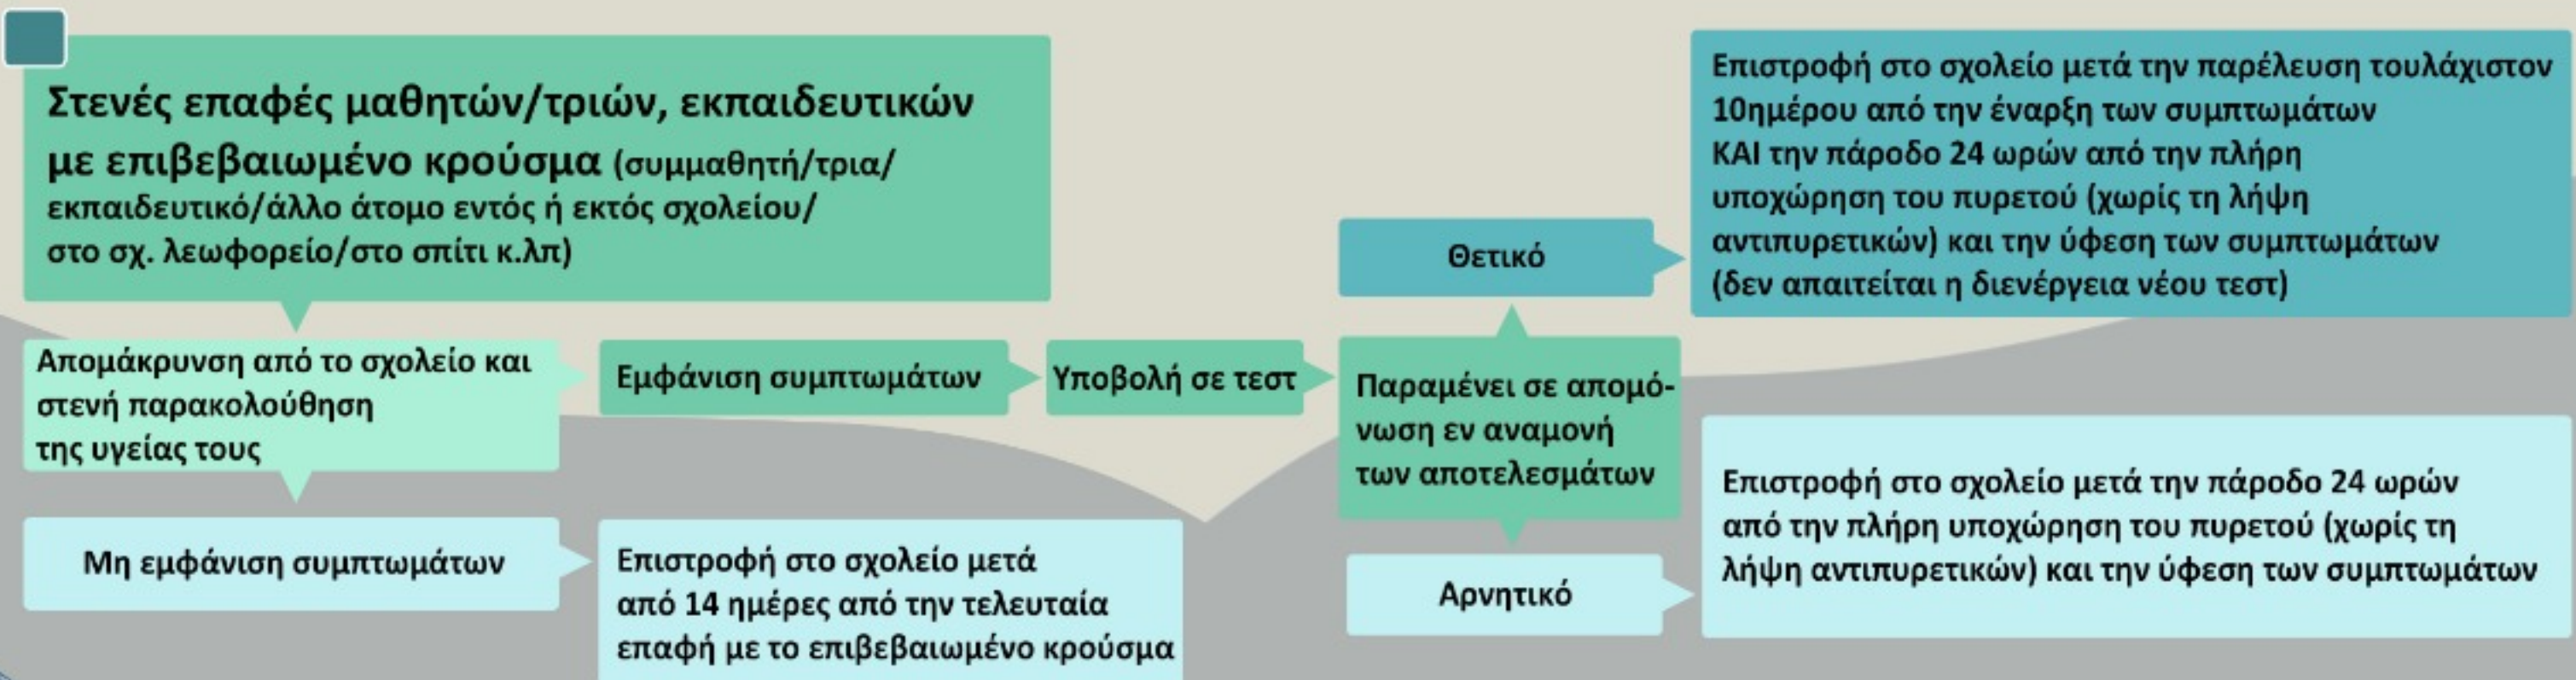 Στενές επαφές μαθητών/τριών, εκπαιδευτικών
με επιβεβαιωμένο κρούσμα (συμμαθητή/τρια/
εκπαιδευτικό/άλλο άτομο εντός ή εκτός σχολείου/
στο σχ. λεωφορείο/στο σπίτι κ.λπ)
Απομάκρυνση από το σχολείο και
στενή παρακολούθηση
της υγείας τους
Εμφάνιση συμπτωμάτων
Υποβολή σε τεστ
Παραμένει σε απομό-
νωση εν αναμονή
των αποτελεσμάτων
Θετικό
Επιστροφή στο σχολείο μετά την παρέλευση τουλάχιστον
10ημέρου από την έναρξη των συμπτωμάτων
ΚΑΙ την πάροδο 24 ωρών από την πλήρη
υποχώρηση του πυρετού (χωρίς τη λήψη
αντιπυρετικών) και την ύφεση των συμπτωμάτων
(δεν απαιτείται η διενέργεια νέου τεστ)
Αρνητικό
Επιστροφή στο σχολείο μετά την πάροδο 24 ωρών
από την πλήρη υποχώρηση του πυρετού (χωρίς τη
λήψη αντιπυρετικών) και την ύφεση των συμπτωμάτων
Μη εμφάνιση συμπτωμάτων
Επιστροφή στο σχολείο μετά
από 14 ημέρες από την τελευταία
επαφή με το επιβεβαιωμένο κρούσμα